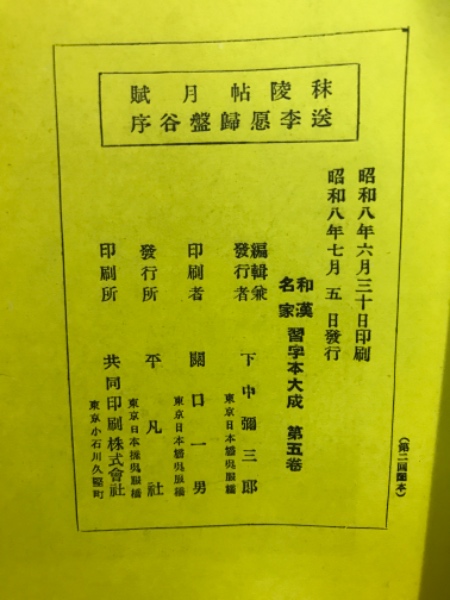 秣陵帖　月賦
送李愿歸盤谷序
昭和八年六月三十日印刷
昭和八年七月五日發行
和漢名家 習字本大成 第五卷
編輯兼發行者 下中彌三郎
東京日本橋吳服橋
印刷者 關口一男
東京日本橋吳服橋
發行所 平凡社
東京日本橋吳服橋
印刷所 共同印刷株式會社
東京小石川久堅町
(第二回配本)